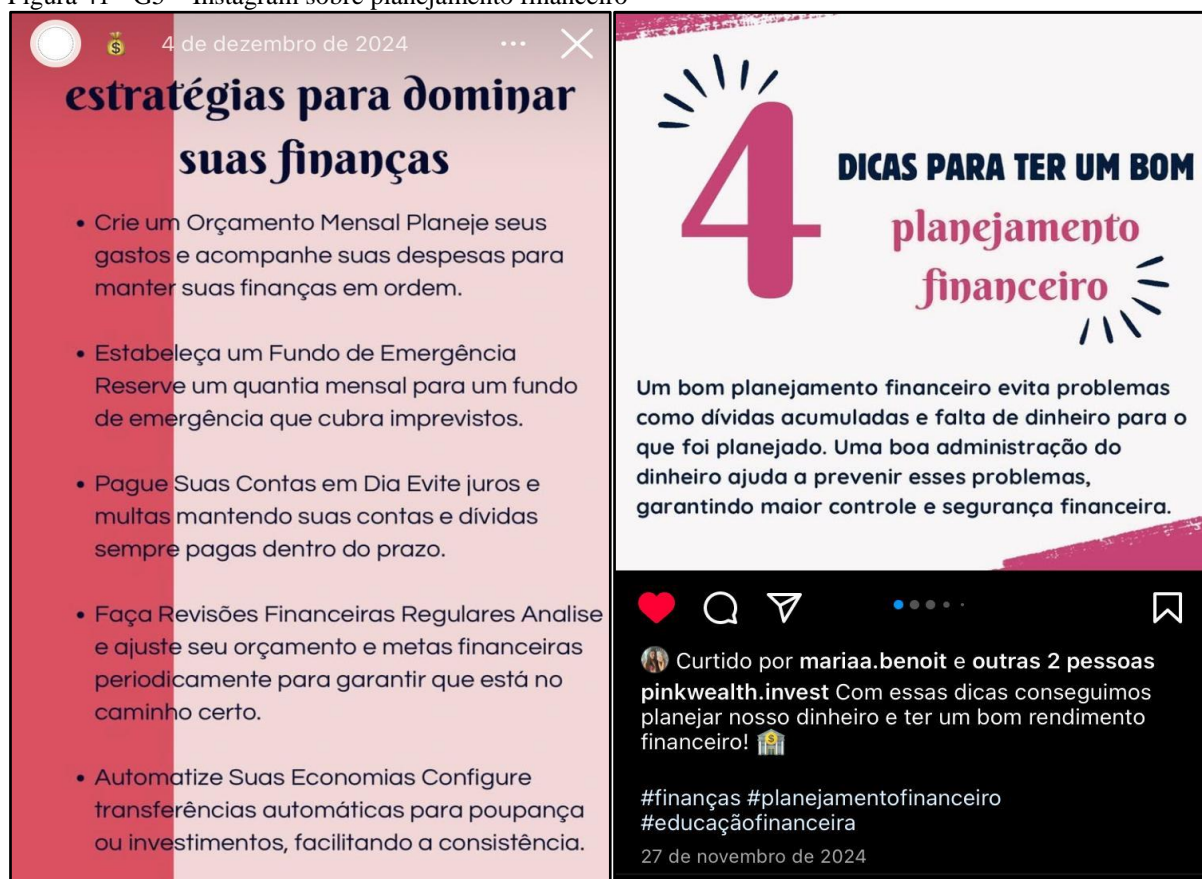 Figura 41 - G5 – Instagram sobre planejamento financeiro
4 de dezembro de 2024
estratégias para dominar
suas finanças
• Crie um Orçamento Mensal Planeje seus
gastos e acompanhe suas despesas para
manter suas finanças em ordem.
• Estabeleça um Fundo de Emergência
Reserve um quantia mensal para um fundo
de emergência que cubra imprevistos.
• Pague Suas Contas em Dia Evite juros e
multas mantendo suas contas e dívidas
sempre pagas dentro do prazo.
• Faça Revisões Financeiras Regulares Analise
e ajuste seu orçamento e metas financeiras
periodicamente para garantir que está no
caminho certo.
• Automatize Suas Economias Configure
transferências automáticas para poupança
ou investimentos, facilitando a consistência.
4
DICAS PARA TER UM BOM
planejamento
financeiro
Um bom planejamento financeiro evita problemas
como dívidas acumuladas e falta de dinheiro para o
que foi planejado. Uma boa administração do
dinheiro ajuda a prevenir esses problemas,
garantindo maior controle e segurança financeira.
Curtido por mariaa.benoit e outras 2 pessoas
pinkwealth.invest Com essas dicas conseguimos
planejar nosso dinheiro e ter um bom rendimento
financeiro! 🏦
#finanças #planejamentofinanceiro
#educaçãofinanceira
27 de novembro de 2024